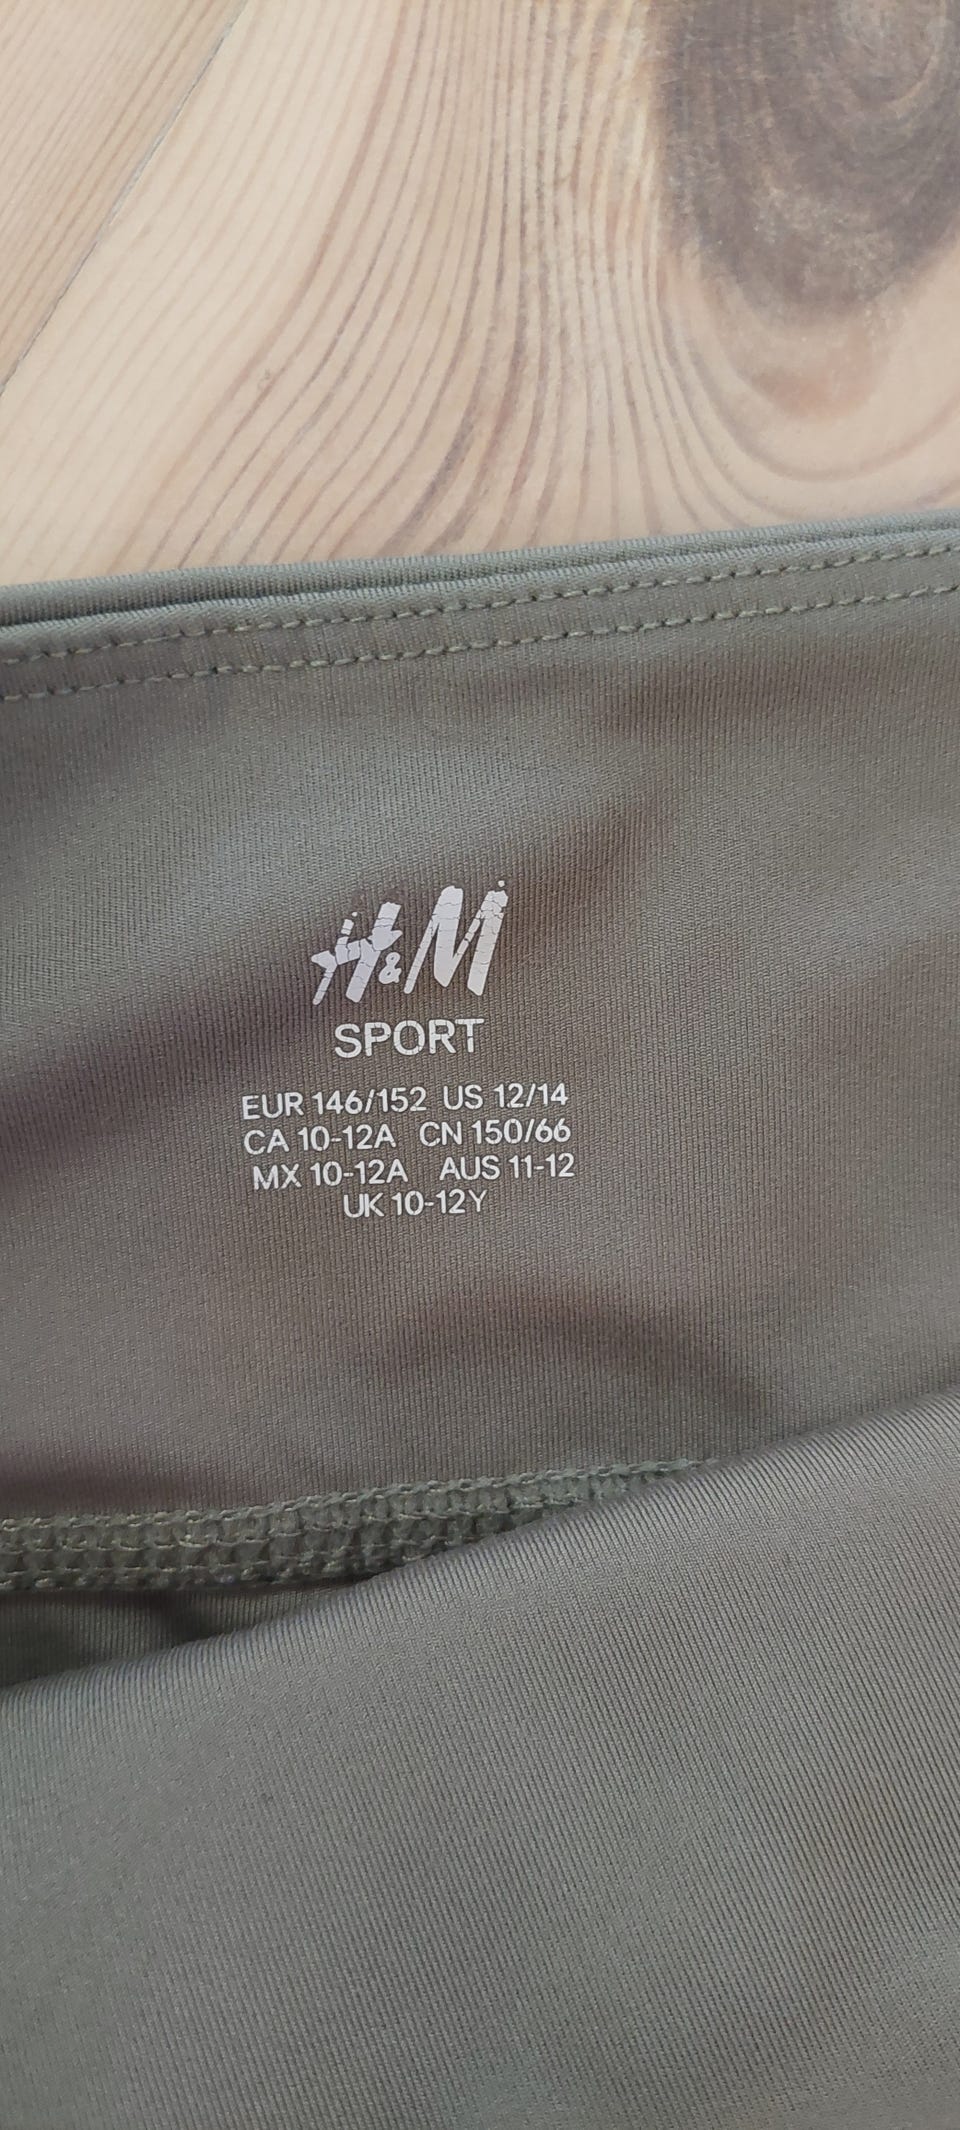 H&M
SPORT
EUR 146/152 US 12/14
CA 10-12A CN 150/66
MX 10-12A AUS 11-12
UK 10-12Y